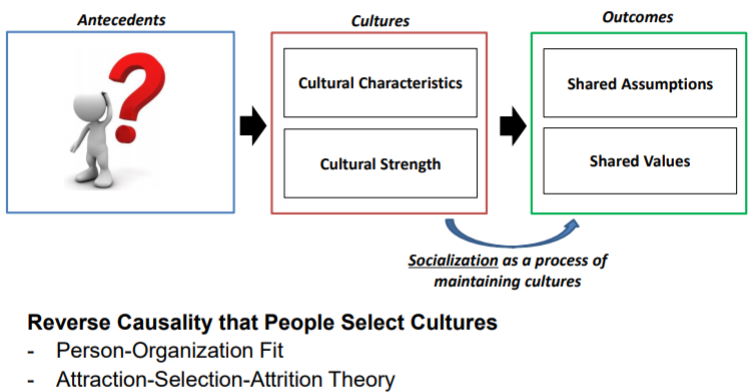 Antecedents
Cultures
Outcomes
?
Cultural Characteristics
Cultural Strength
Shared Assumptions
Shared Values
Socialization as a process of
maintaining cultures
Reverse Causality that People Select Cultures
- Person-Organization Fit
- Attraction-Selection-Attrition Theory